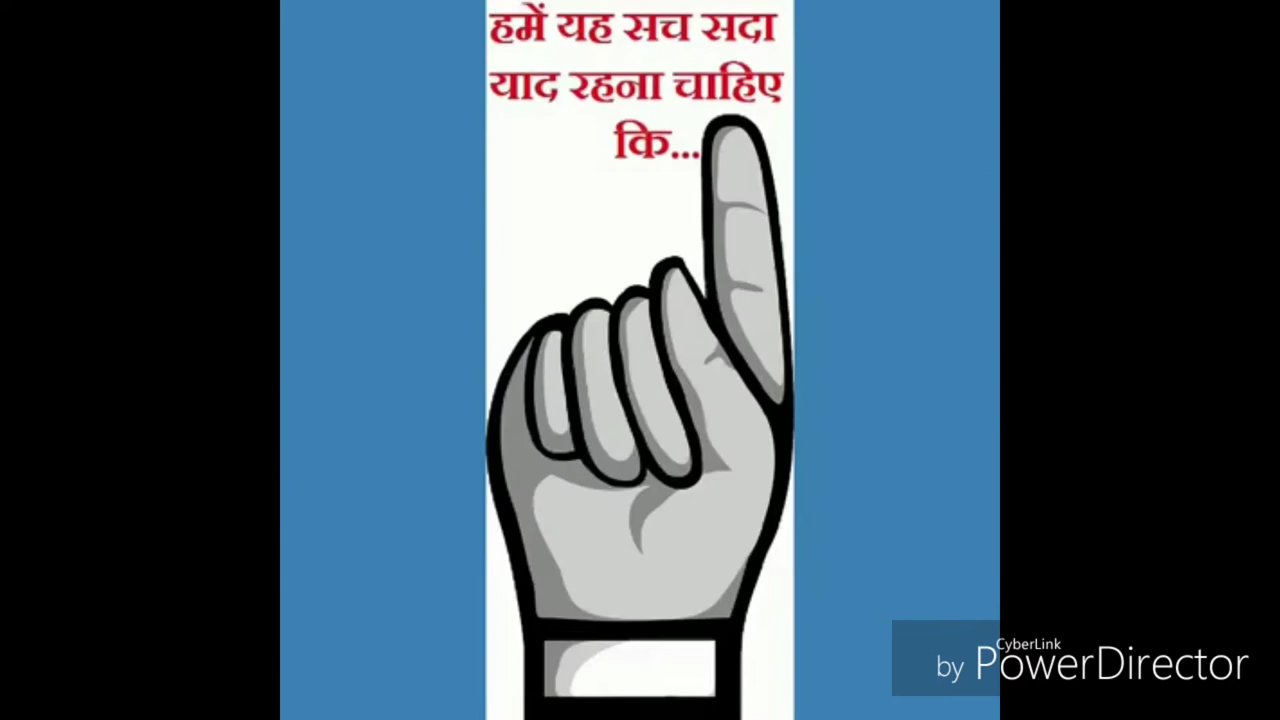 हमें यह सच सदा
याद रहना चाहिए
कि...
CyberLink
by PowerDirector